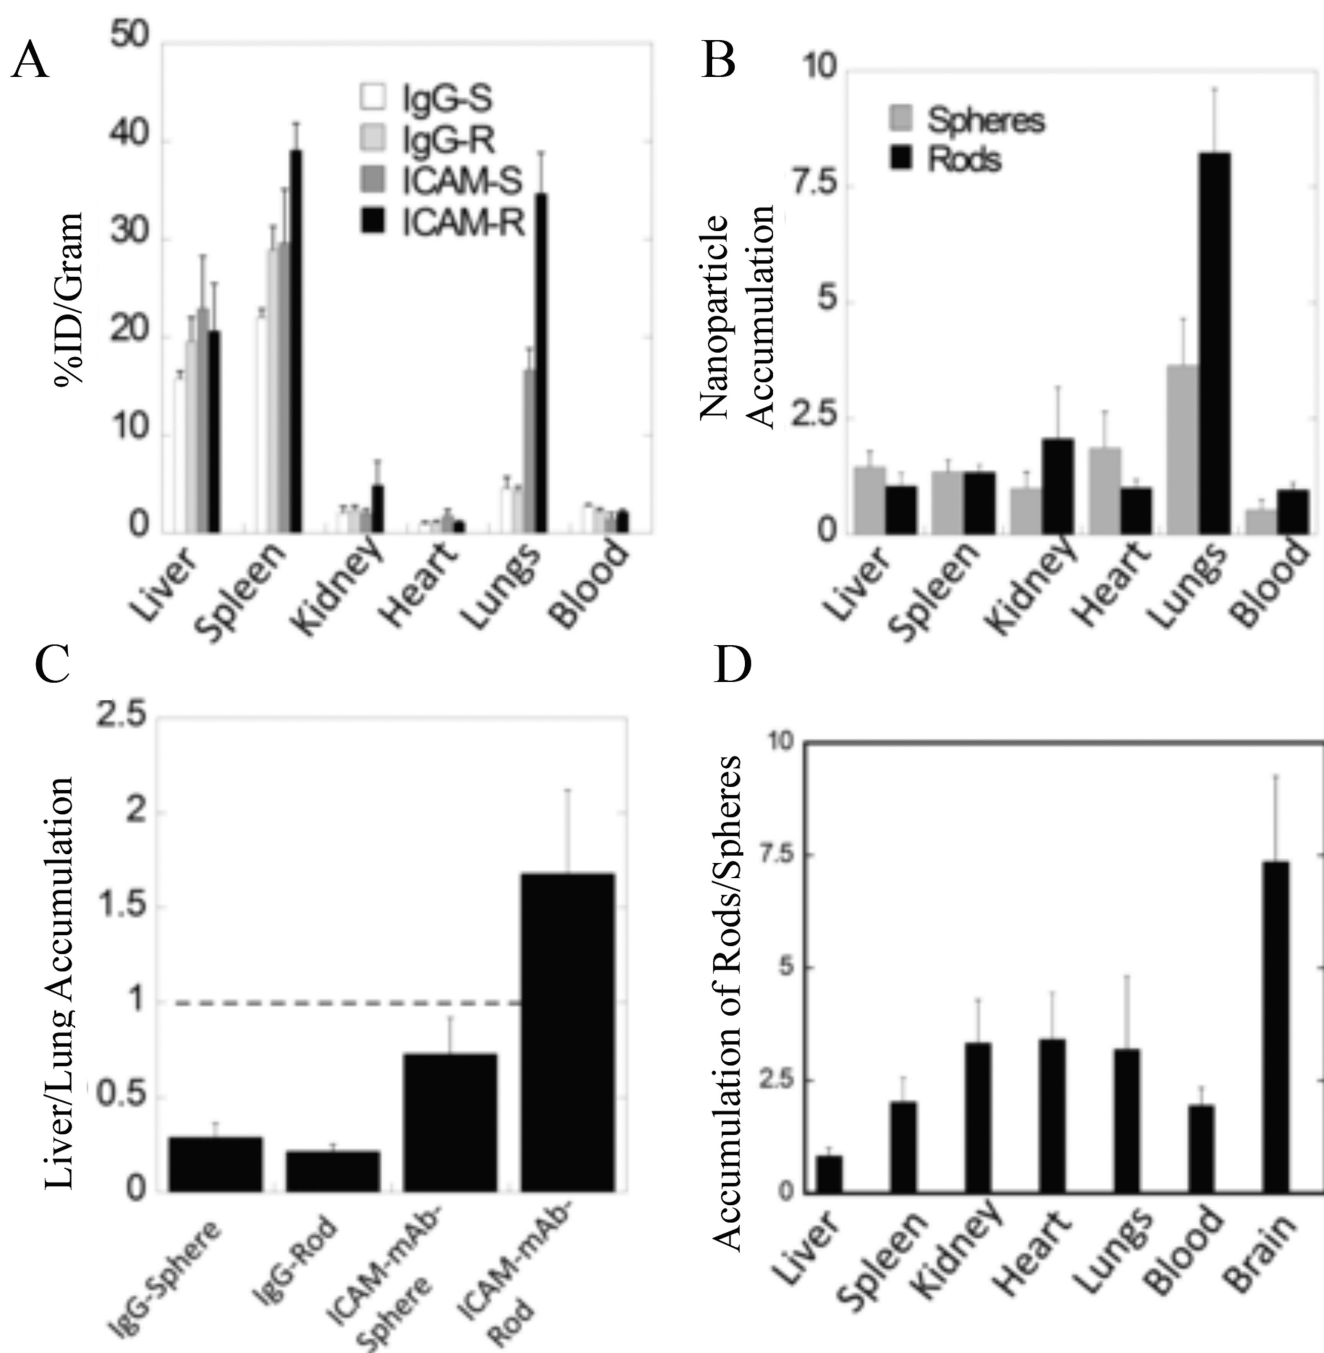 A
50
40
30
20
10
0
%ID/Gram
IgG-S
IgG-R
ICAM-S
ICAM-R
Liver
Spleen
Kidney
Heart
Lungs
Blood
B
10
7.5
5
2.5
0
Nanoparticle
Accumulation
Spheres
Rods
Liver
Spleen
Kidney
Heart
Lungs
Blood
C
2.5
2
1.5
1
0.5
0
Liver/Lung Accumulation
IgG-Sphere
IgG-Rod
ICAM-mAb-
Sphere
ICAM-mAb-
Rod
D
10
7.5
5
2.5
0
Accumulation of Rods/Spheres
Liver
Spleen
Kidney
Heart
Lungs
Blood
Brain